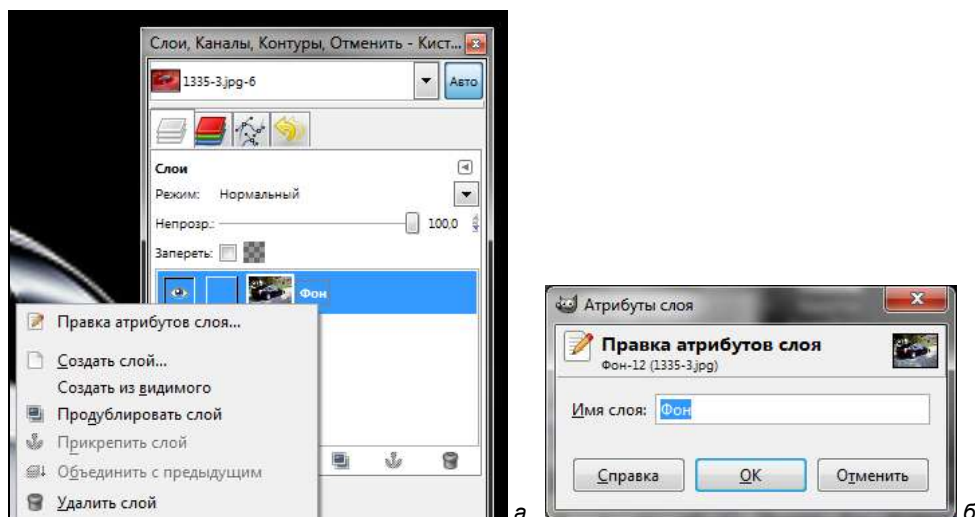 Слои, Каналы, Контуры, Отменить - Кист...
1335-3.jpg-6
Авто
Слои
Режим: Нормальный
Непрозр.: 100,0
Запереть:
Фон
Правка атрибутов слоя...
Создать слой...
Создать из видимого
Продублировать слой
Прикрепить слой
Объединить с предыдущим
Удалить слой
а
Атрибуты слоя
Правка атрибутов слоя
Фон-12 (1335-3.jpg)
Имя слоя: Фон
Справка ОК Отменить
б